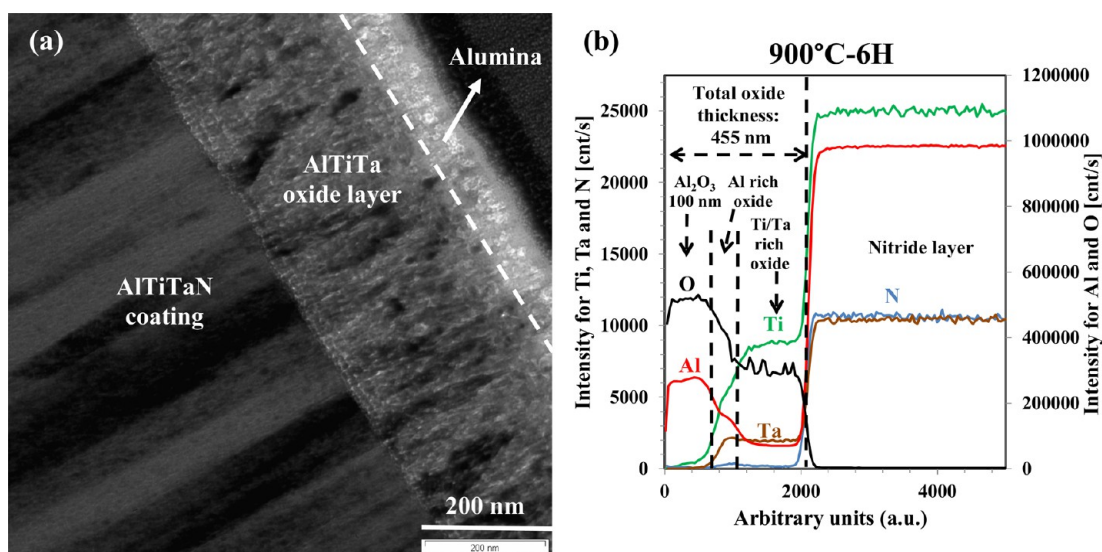 (a)
Alumina
AlTiTa
oxide layer
AlTiTaN
coating
200 nm
200 nm
(b)
900°C-6H
Intensity for Ti, Ta and N [cnt/s]
25000
20000
15000
10000
5000
0
Total oxide
thickness:
455 nm
Al₂O₃
100 nm
Al rich
oxide
Ti/Ta
rich
oxide
Nitride layer
O
Ti
N
Al
Ta
1200000
1000000
800000
600000
400000
200000
0
Intensity for Al and O [cnt/s]
0
2000
4000
Arbitrary units (a.u.)